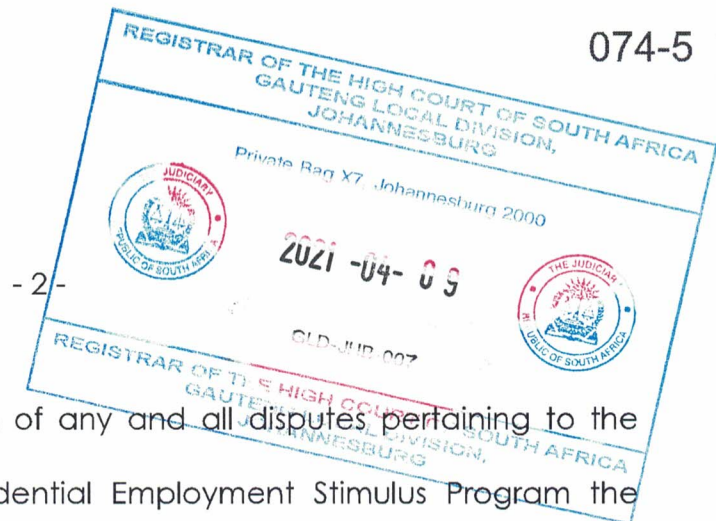 074-5
REGISTRAR OF THE HIGH COURT OF SOUTH AFRICA
GAUTENG LOCAL DIVISION,
JOHANNESBURG
Private Bag X7, Johannesburg 2000
THE JUDICIARY
JUDICIARY
REPUBLIC OF SOUTH AFRICA
2021 -04- 09
UBLIC OF SOUTH AFRICA
- 2 -
GLD-JHB-007
REGISTRAR OF THE HIGH COURT OF SOUTH AFRICA
GAUTENG LOCAL DIVISION,
JOHANNESBURG
of any and all disputes pertaining to the
dential Employment Stimulus Program the